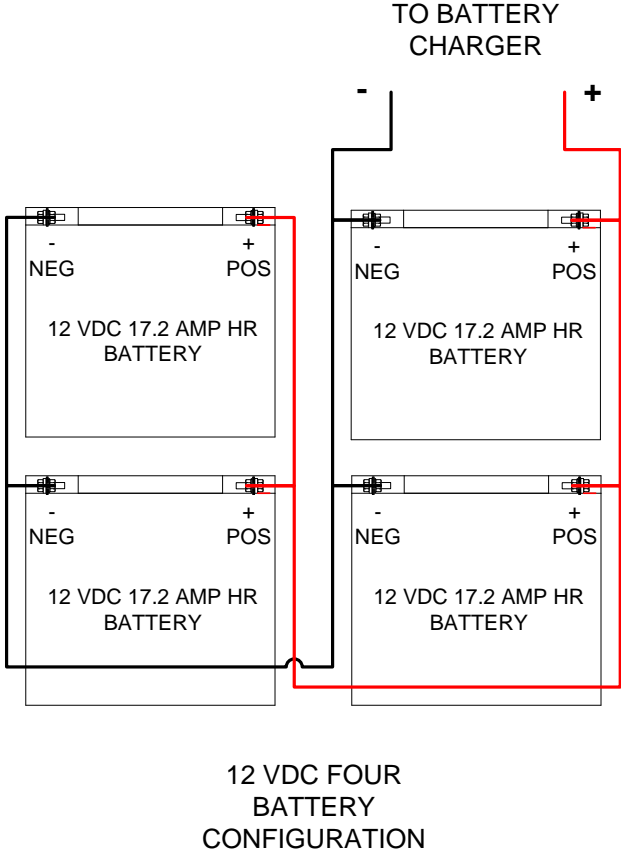 TO BATTERY
CHARGER
- +
- +
NEG POS
12 VDC 17.2 AMP HR
BATTERY
- +
NEG POS
12 VDC 17.2 AMP HR
BATTERY
- +
NEG POS
12 VDC 17.2 AMP HR
BATTERY
- +
NEG POS
12 VDC 17.2 AMP HR
BATTERY
12 VDC FOUR
BATTERY
CONFIGURATION